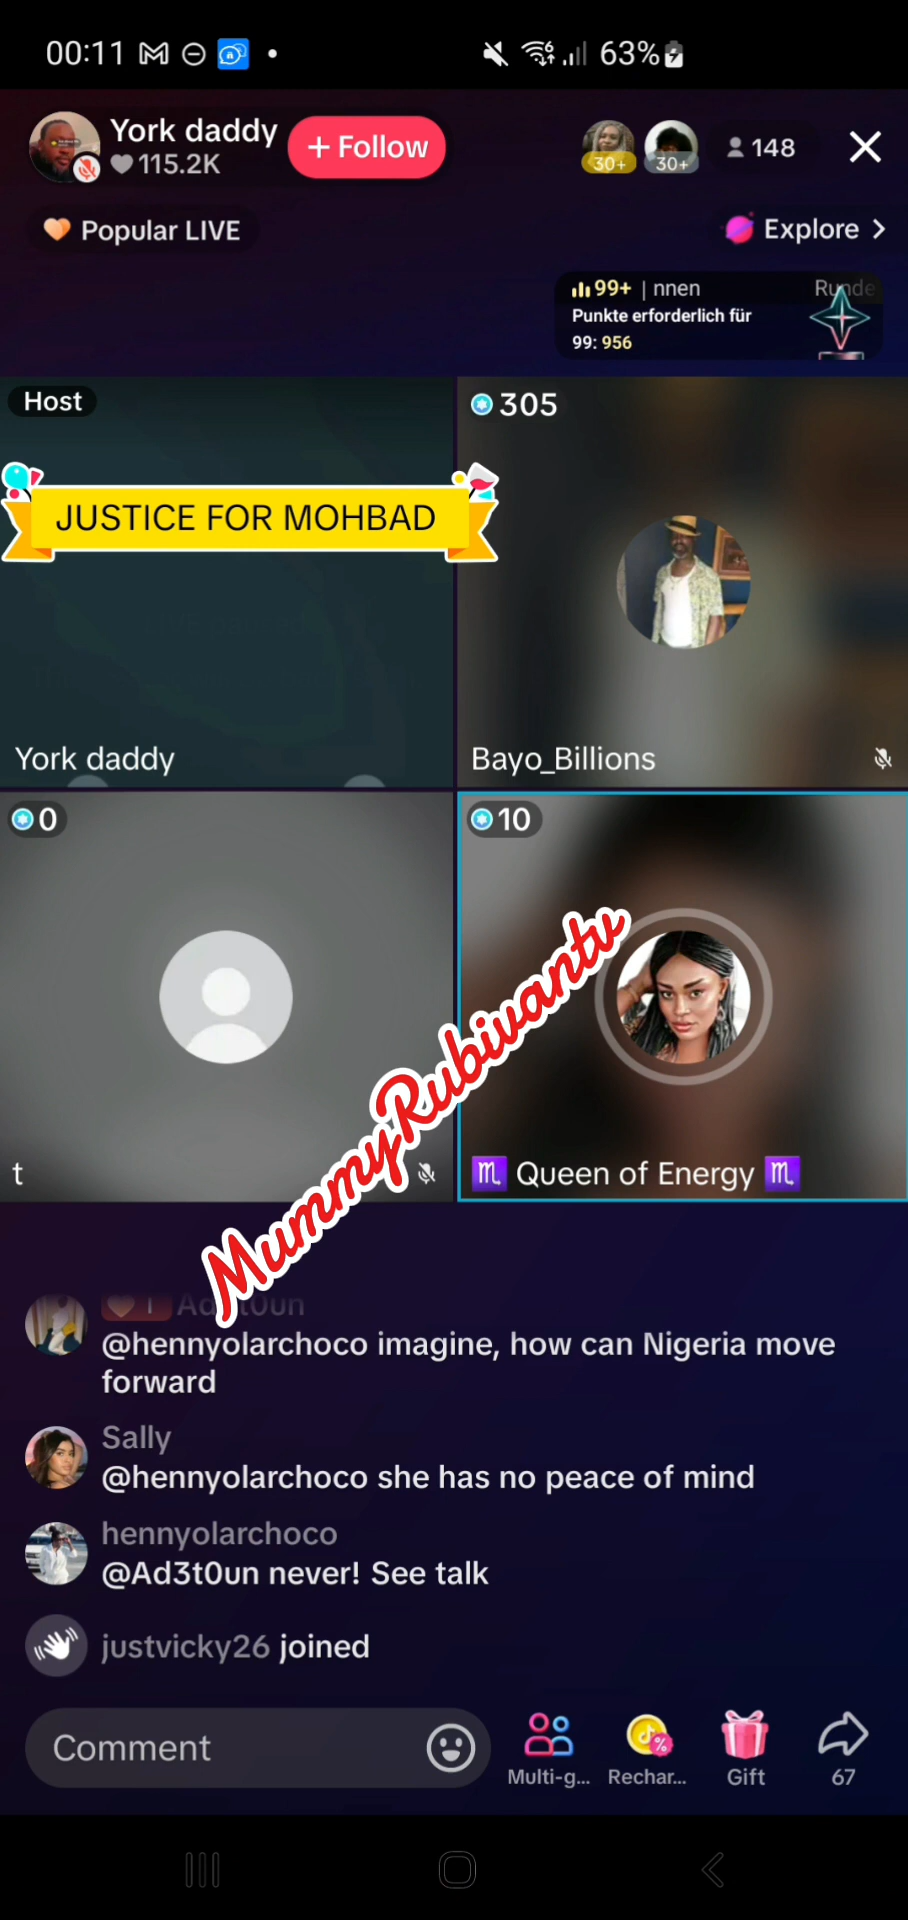 00:11
63%
York daddy
115.2K
+ Follow
30+
30+
148
Popular LIVE
Explore >
99+ | nnen Runde
Punkte erforderlich für
99: 956
Host
305
JUSTICE FOR MOHBAD
York daddy
Bayo_Billions
0
10
MummyRubivantv
t
♏ Queen of Energy ♏
@hennyolarchoco imagine, how can Nigeria move
forward
Sally
@hennyolarchoco she has no peace of mind
hennyolarchoco
@Ad3t0un never! See talk
justvicky26 joined
Comment
Multi-g...
Rechar...
Gift
67